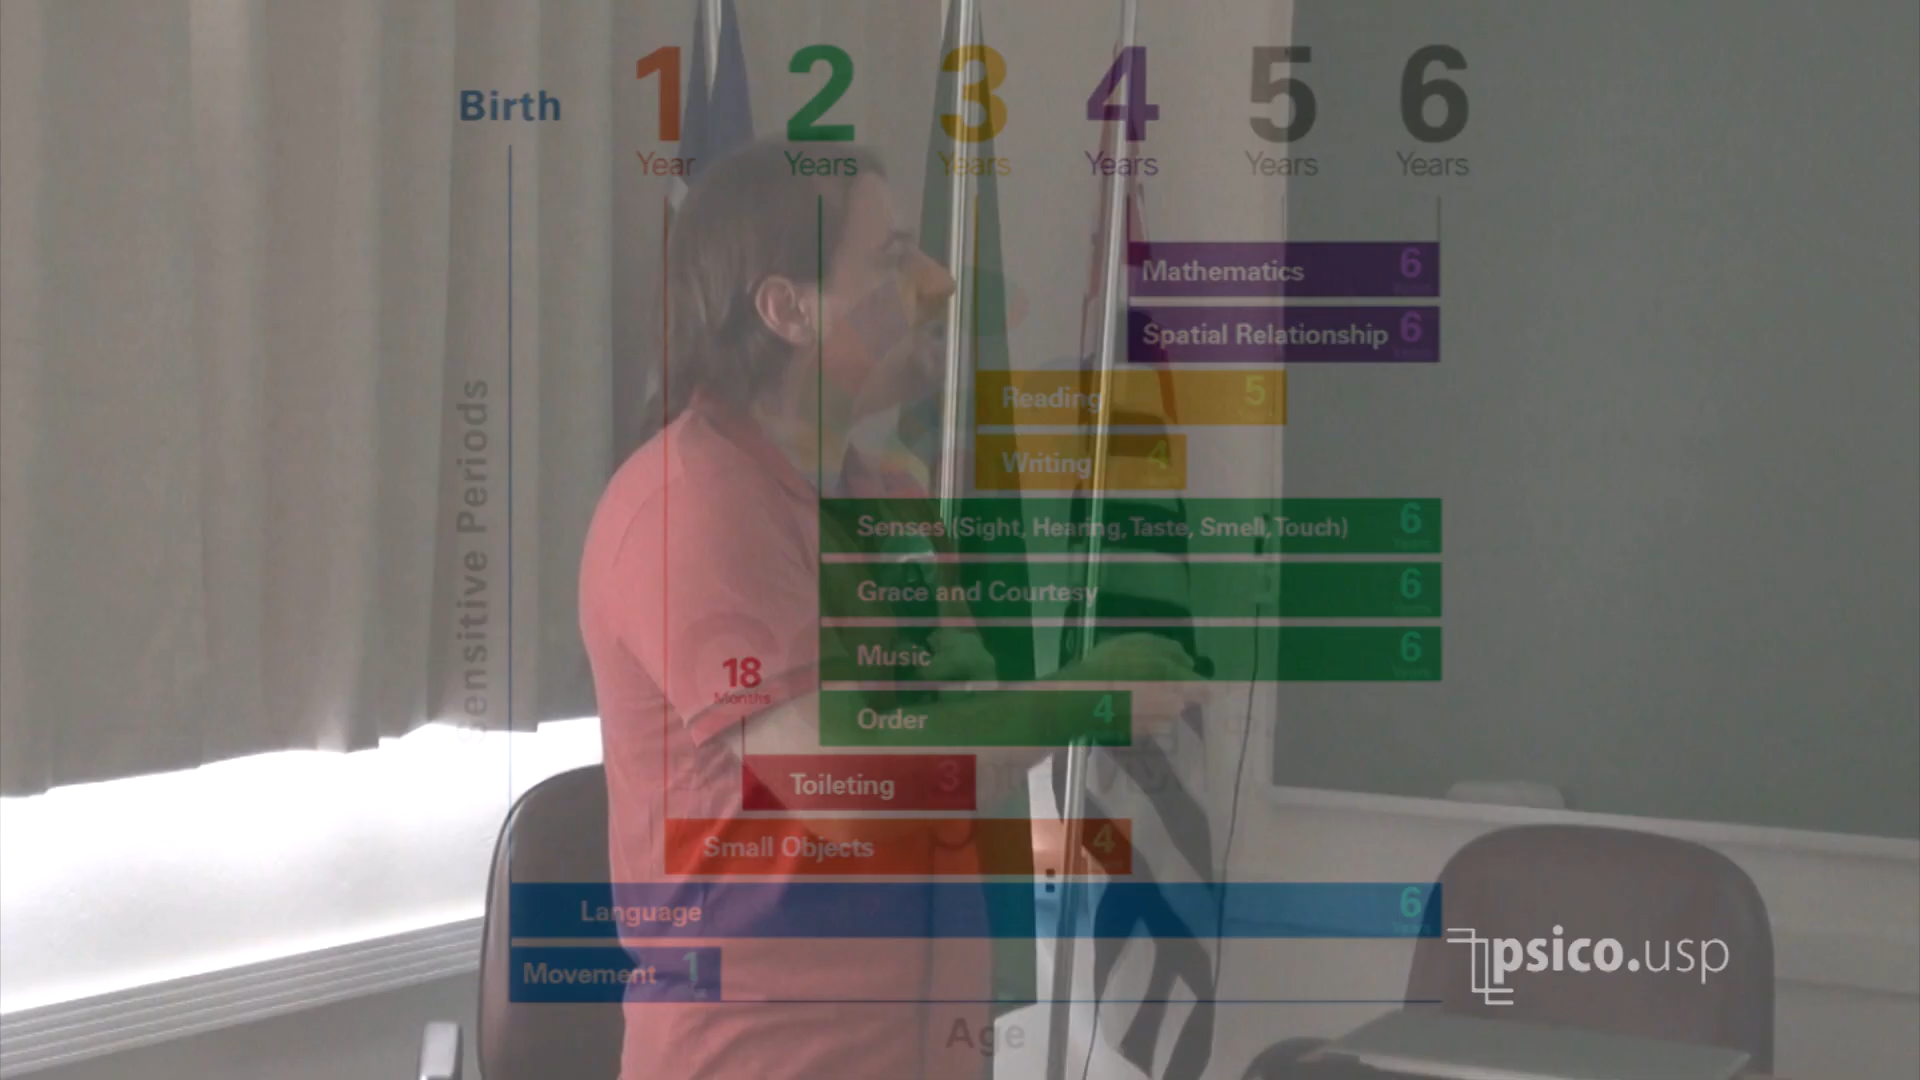 Birth
1 2 3 4 5 6
Year Years Years Years Years Years
Mathematics 6
Spatial Relationship 6
Reading 5
Writing 4
Senses (Sight, Hearing, Taste, Smell, Touch) 6
Grace and Courtesy 6
Music 6
18
Months
Order 4
Toileting 3
Small Objects 4
Language 6
Movement 1
Sensitive Periods
Age
psico.usp